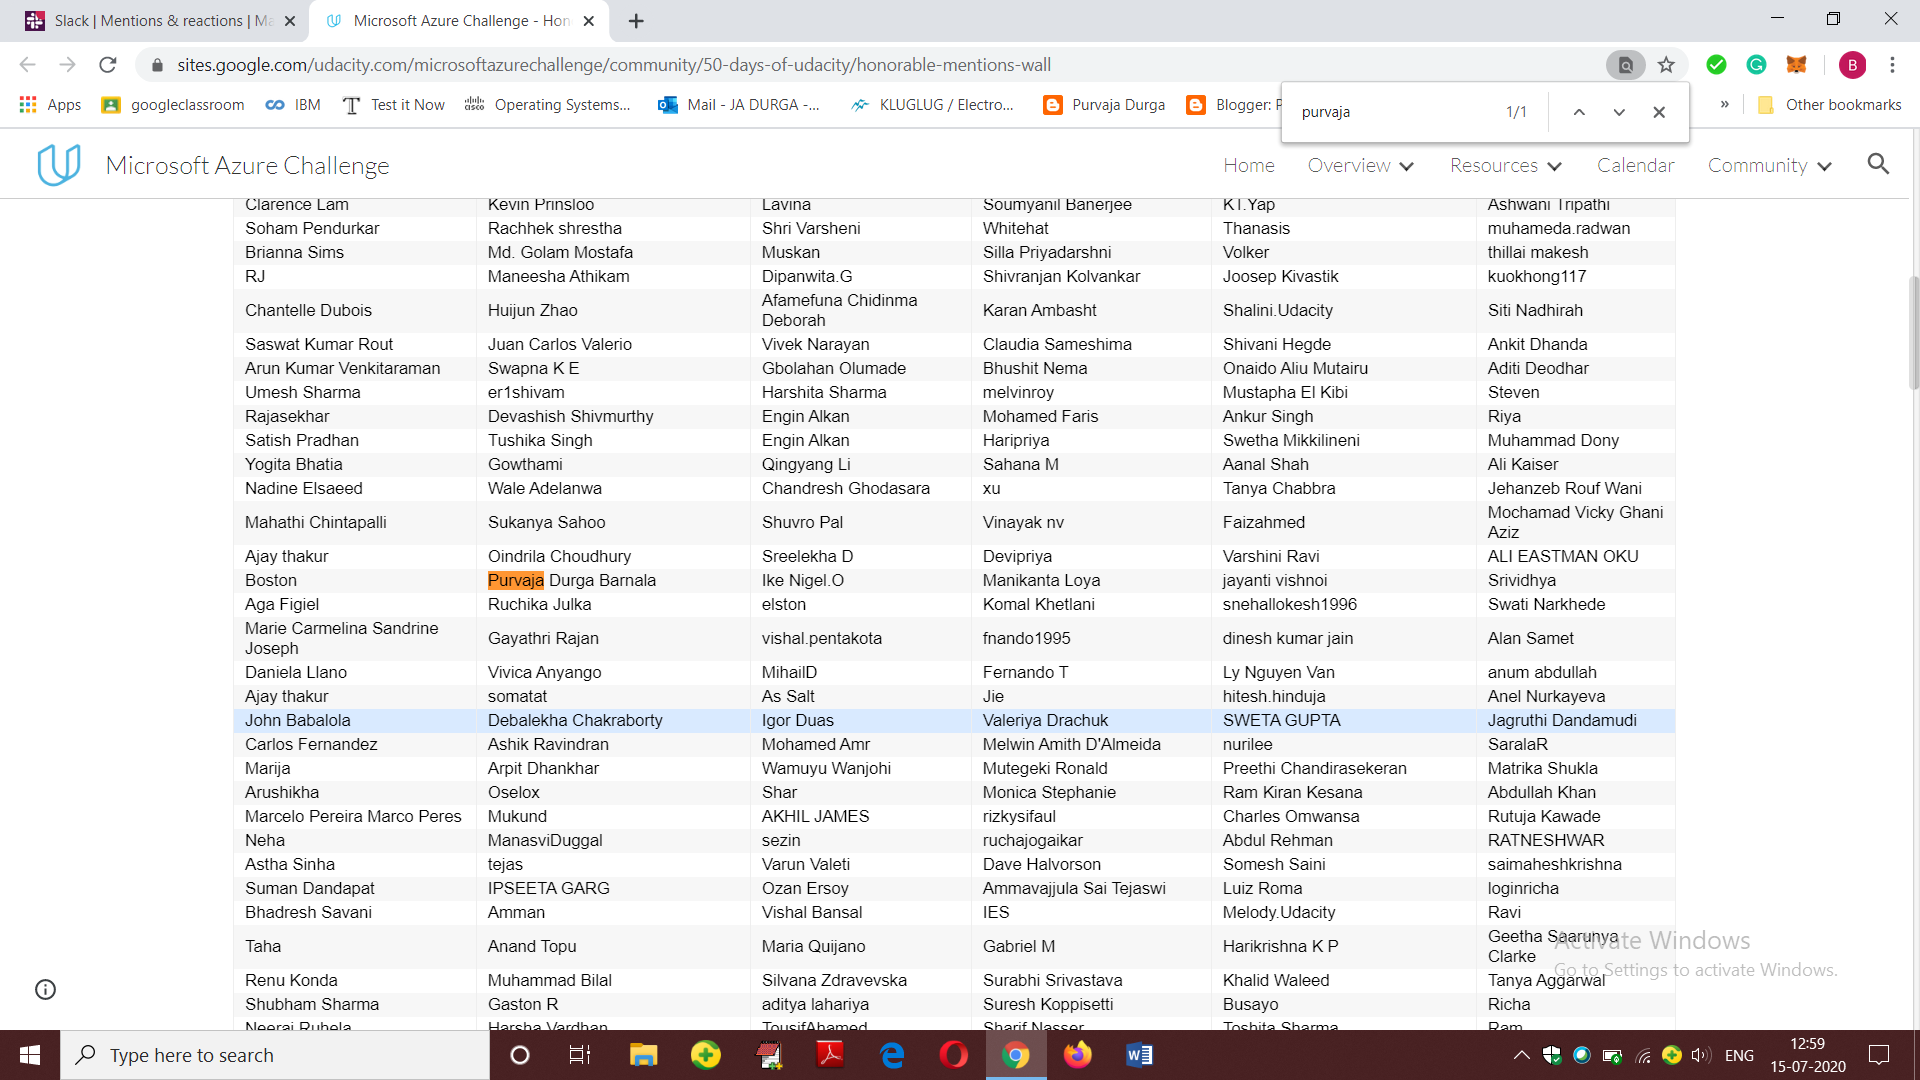 Slack | Mentions & reactions | Ma
Microsoft Azure Challenge - Hon
sites.google.com/udacity.com/microsoftazurechallenge/community/50-days-of-udacity/honorable-mentions-wall
B
Apps googleclassroom IBM Test it Now Operating Systems... Mail - JA DURGA -... KLUGLUG / Electro... Purvaja Durga Blogger: P » Other bookmarks
purvaja 1/1
Microsoft Azure Challenge
Home Overview Resources Calendar Community
Clarence Lam Kevin Prinsloo Lavina Soumyanil Banerjee KT.Yap Ashwani Tripathi
Soham Pendurkar Rachhek shrestha Shri Varsheni Whitehat Thanasis muhameda.radwan
Brianna Sims Md. Golam Mostafa Muskan Silla Priyadarshni Volker thillai makesh
RJ Maneesha Athikam Dipanwita.G Shivranjan Kolvankar Joosep Kivastik kuokhong117
Chantelle Dubois Huijun Zhao Afamefuna Chidinma Deborah Karan Ambasht Shalini.Udacity Siti Nadhirah
Saswat Kumar Rout Juan Carlos Valerio Vivek Narayan Claudia Sameshima Shivani Hegde Ankit Dhanda
Arun Kumar Venkitaraman Swapna K E Gbolahan Olumade Bhushit Nema Onaido Aliu Mutairu Aditi Deodhar
Umesh Sharma er1shivam Harshita Sharma melvinroy Mustapha El Kibi Steven
Rajasekhar Devashish Shivmurthy Engin Alkan Mohamed Faris Ankur Singh Riya
Satish Pradhan Tushika Singh Engin Alkan Haripriya Swetha Mikkilineni Muhammad Dony
Yogita Bhatia Gowthami Qingyang Li Sahana M Aanal Shah Ali Kaiser
Nadine Elsaeed Wale Adelanwa Chandresh Ghodasara xu Tanya Chabbra Jehanzeb Rouf Wani
Mahathi Chintapalli Sukanya Sahoo Shuvro Pal Vinayak nv Faizahmed Mochamad Vicky Ghani Aziz
Ajay thakur Oindrila Choudhury Sreelekha D Devipriya Varshini Ravi ALI EASTMAN OKU
Boston Purvaja Durga Barnala Ike Nigel.O Manikanta Loya jayanti vishnoi Srividhya
Aga Figiel Ruchika Julka elston Komal Khetlani snehallokesh1996 Swati Narkhede
Marie Carmelina Sandrine Joseph Gayathri Rajan vishal.pentakota fnando1995 dinesh kumar jain Alan Samet
Daniela Llano Vivica Anyango MihailD Fernando T Ly Nguyen Van anum abdullah
Ajay thakur somatat As Salt Jie hitesh.hinduja Anel Nurkayeva
John Babalola Debalekha Chakraborty Igor Duas Valeriya Drachuk SWETA GUPTA Jagruthi Dandamudi
Carlos Fernandez Ashik Ravindran Mohamed Amr Melwin Amith D'Almeida nurilee SaralaR
Marija Arpit Dhankhar Wamuyu Wanjohi Mutegeki Ronald Preethi Chandirasekeran Matrika Shukla
Arushikha Oselox Shar Monica Stephanie Ram Kiran Kesana Abdullah Khan
Marcelo Pereira Marco Peres Mukund AKHIL JAMES rizkysifaul Charles Omwansa Rutuja Kawade
Neha ManasviDuggal sezin ruchajogaikar Abdul Rehman RATNESHWAR
Astha Sinha tejas Varun Valeti Dave Halvorson Somesh Saini saimaheshkrishna
Suman Dandapat IPSEETA GARG Ozan Ersoy Ammavajjula Sai Tejaswi Luiz Roma loginricha
Bhadresh Savani Amman Vishal Bansal IES Melody.Udacity Ravi
Taha Anand Topu Maria Quijano Gabriel M Harikrishna K P Geetha Saarunya Clarke
Renu Konda Muhammad Bilal Silvana Zdravevska Surabhi Srivastava Khalid Waleed Tanya Aggarwal
Shubham Sharma Gaston R aditya lahariya Suresh Koppisetti Busayo Richa
Neeraj Ruhela Harsha Vardhan TousifAhamed Sharif Nasser Toshita Sharma Ram
Activate Windows
Go to Settings to activate Windows.
Type here to search
ENG
12:59
15-07-2020